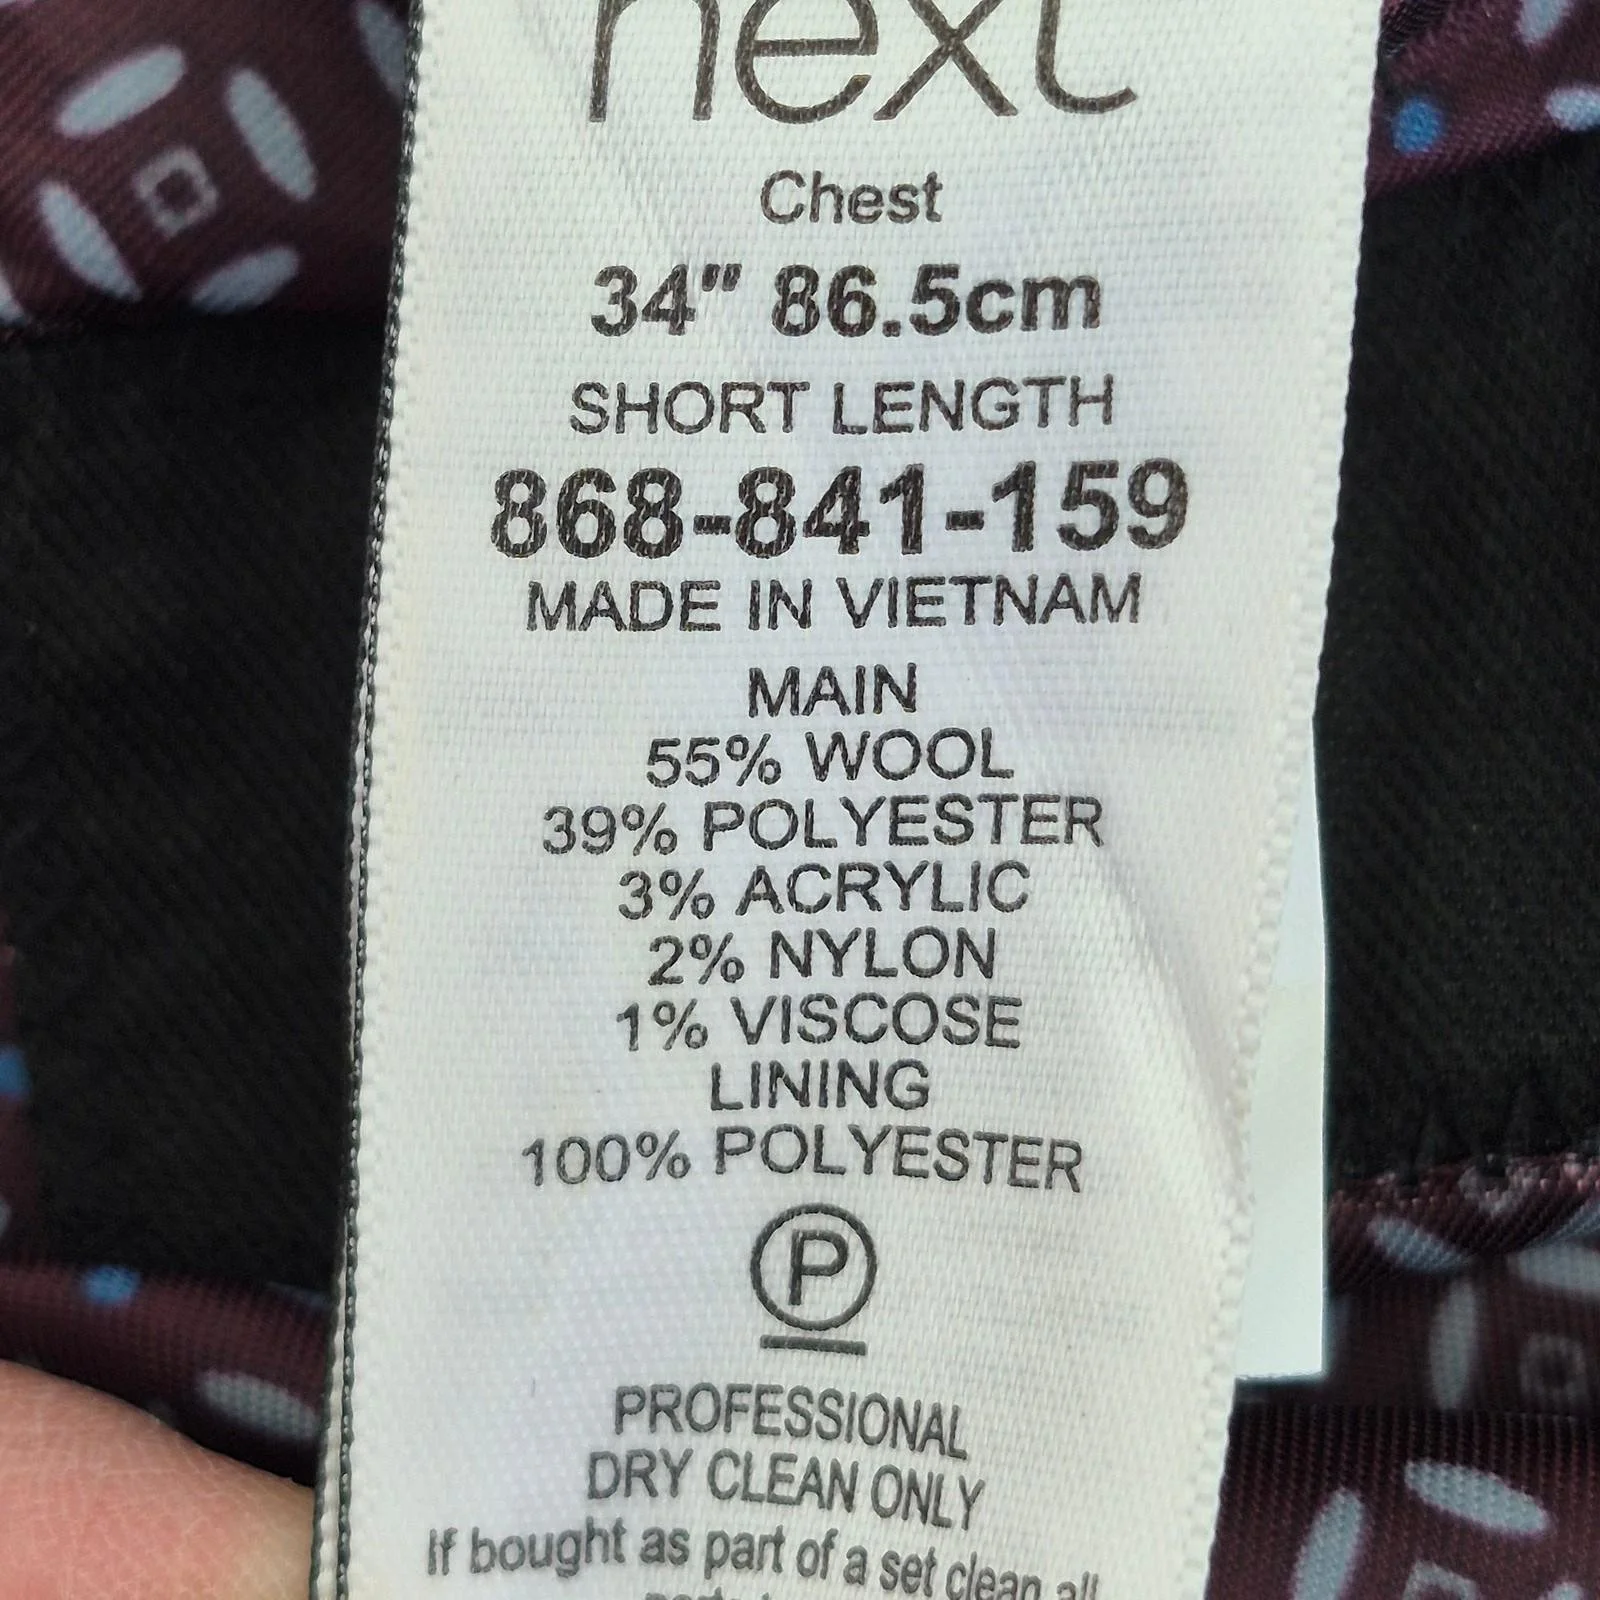 next
Chest
34" 86.5cm
SHORT LENGTH
868-841-159
MADE IN VIETNAM
MAIN
55% WOOL
39% POLYESTER
3% ACRYLIC
2% NYLON
1% VISCOSE
LINING
100% POLYESTER
P
PROFESSIONAL
DRY CLEAN ONLY
If bought as part of a set clean all